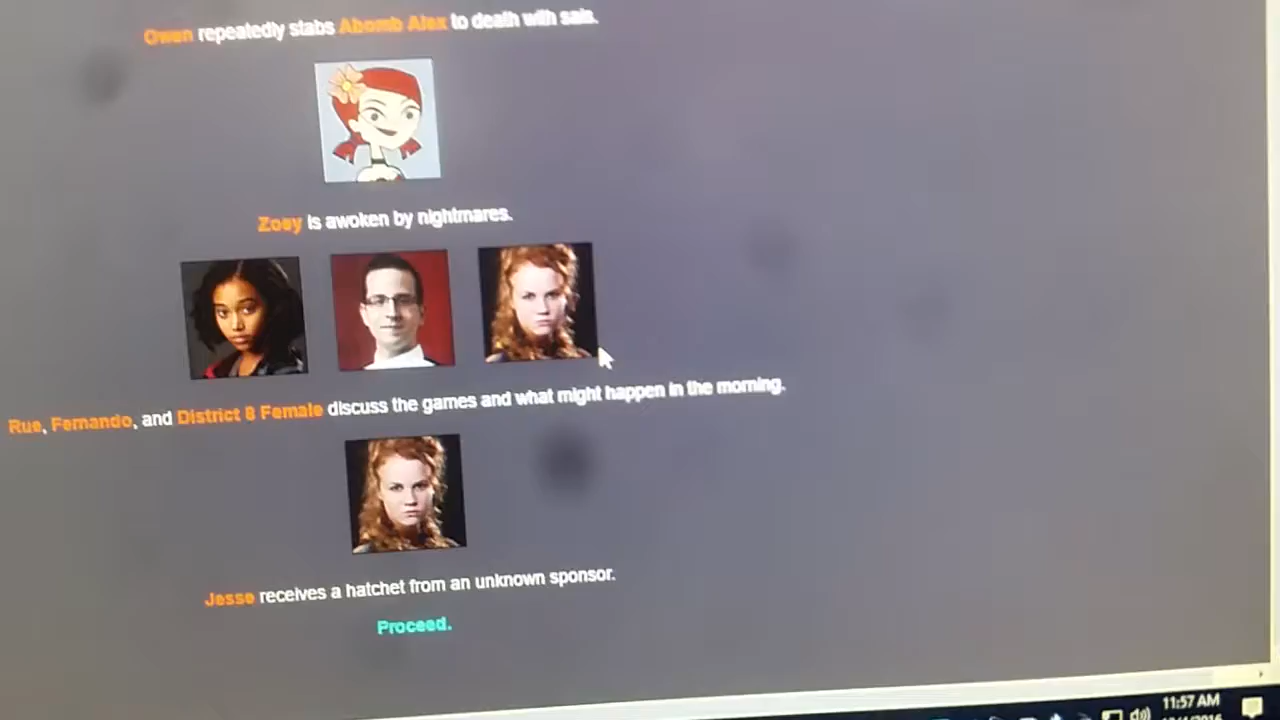 Owen repeatedly stabs Abomb Alex to death with sais.
Zoey is awoken by nightmares.
Rue, Fernando, and District 8 Female discuss the games and what might happen in the morning.
Jesse receives a hatchet from an unknown sponsor.
Proceed.
11:57 AM